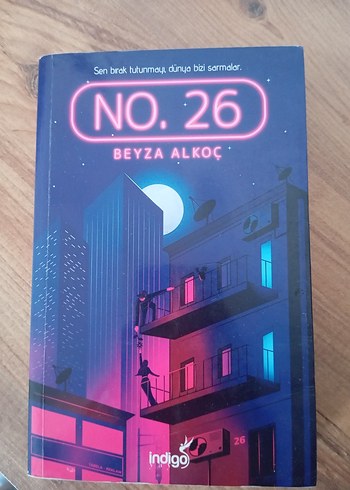 Sen bırak tutunmayı, dünya bizi sarmalar.
NO. 26
BEYZA ALKOÇ
26
indigo